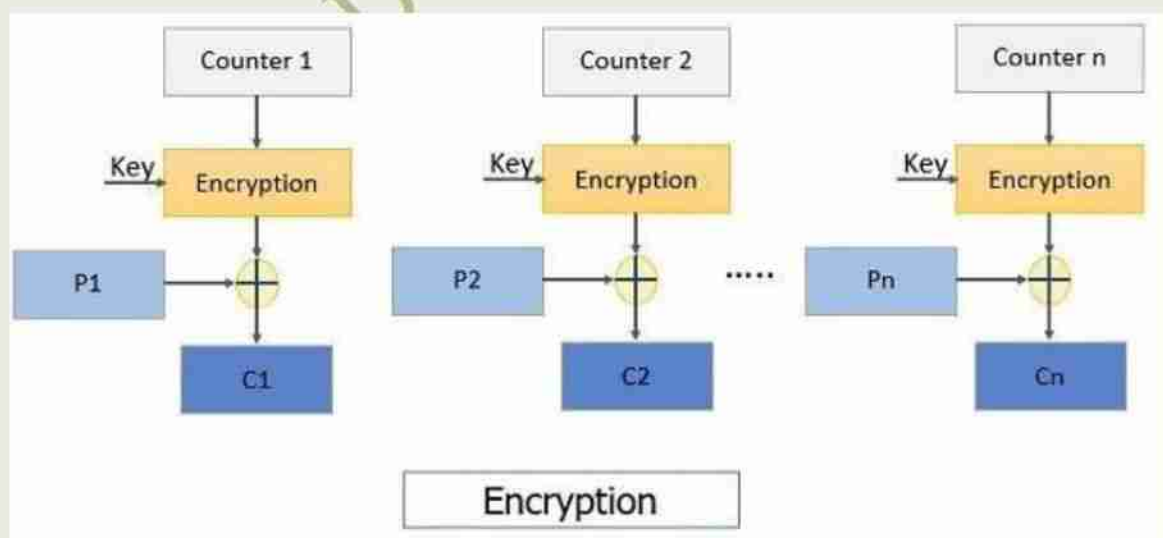 Counter 1
Counter 2
Counter n
Key
Encryption
Key
Encryption
Key
Encryption
P1
P2
.....
Pn
C1
C2
Cn
Encryption